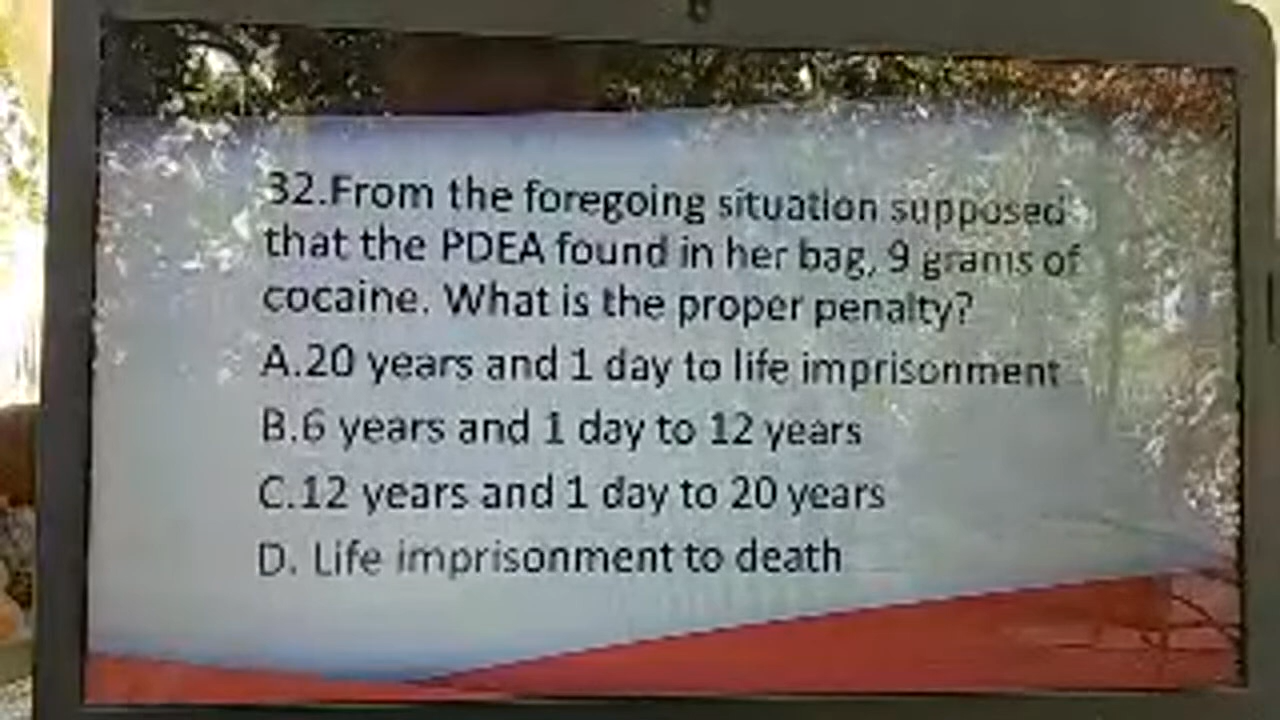 32.From the foregoing situation supposed
that the PDEA found in her bag, 9 grams of
cocaine. What is the proper penalty?
A.20 years and 1 day to life imprisonment
B.6 years and 1 day to 12 years
C.12 years and 1 day to 20 years
D. Life imprisonment to death